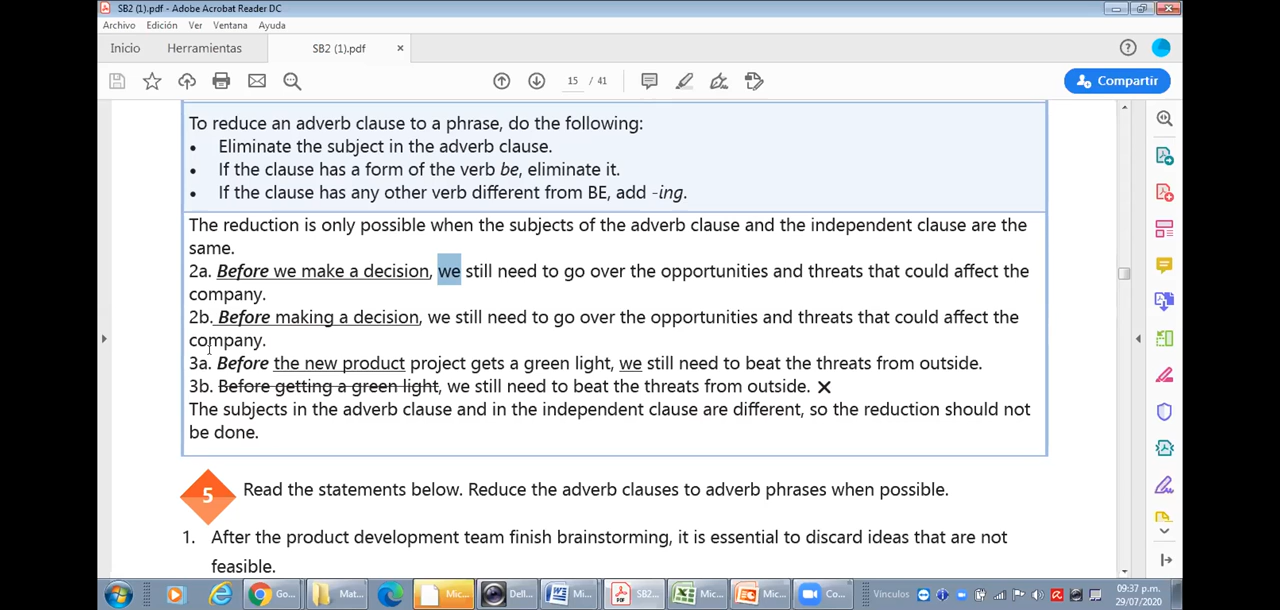 SB2 (1).pdf - Adobe Acrobat Reader DC
Archivo Edición Ver Ventana Ayuda
Inicio Herramientas SB2 (1).pdf ×
15 / 41
Compartir
To reduce an adverb clause to a phrase, do the following:
• Eliminate the subject in the adverb clause.
• If the clause has a form of the verb be, eliminate it.
• If the clause has any other verb different from BE, add -ing.
The reduction is only possible when the subjects of the adverb clause and the independent clause are the
same.
2a. Before we make a decision, we still need to go over the opportunities and threats that could affect the
company.
2b. Before making a decision, we still need to go over the opportunities and threats that could affect the
company.
3a. Before the new product project gets a green light, we still need to beat the threats from outside.
3b. Before getting a green light, we still need to beat the threats from outside. ✕
The subjects in the adverb clause and in the independent clause are different, so the reduction should not
be done.
5 Read the statements below. Reduce the adverb clauses to adverb phrases when possible.
1. After the product development team finish brainstorming, it is essential to discard ideas that are not
feasible.
Go... Mat... Micr... Dell... Mi... SB2... Micr... Micr... Co... Vínculos 09:37 p.m.
29/07/2020